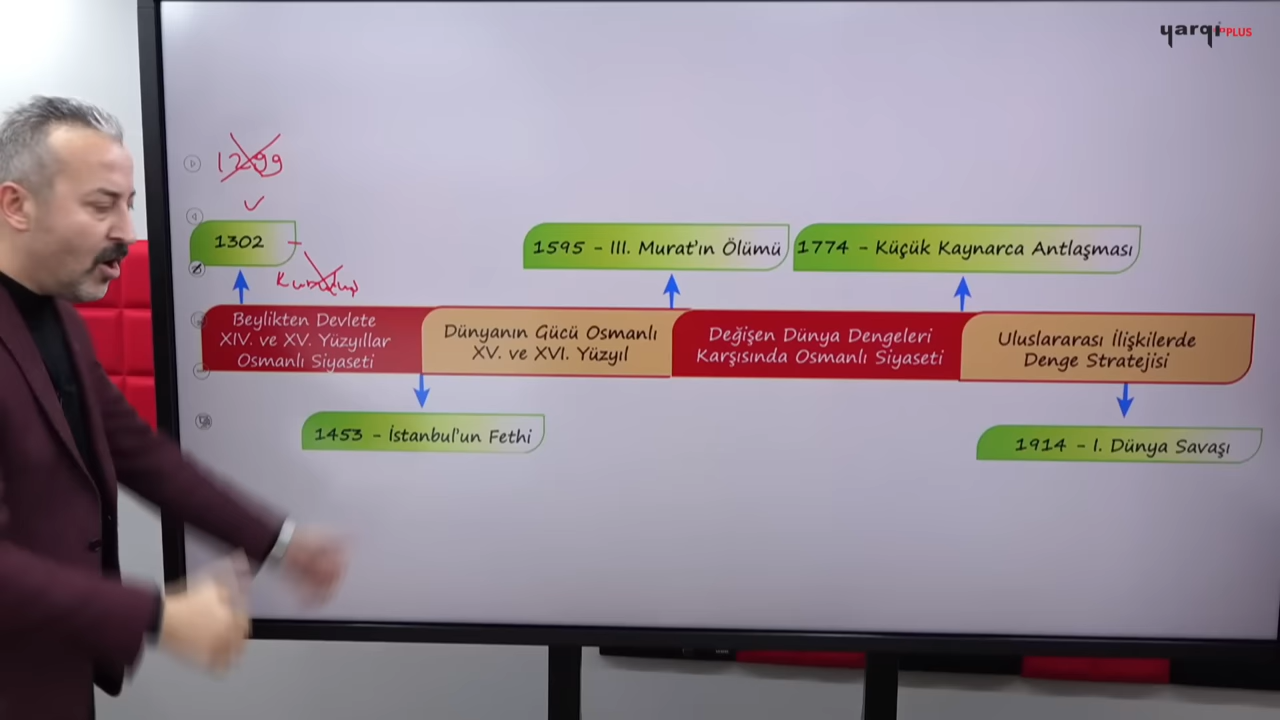 yarqı PLUS
1299
1302
Kuruluş
1595 - III. Murat'ın Ölümü
1774 - Küçük Kaynarca Antlaşması
Beylikten Devlete
XIV. ve XV. Yüzyıllar
Osmanlı Siyaseti
Dünyanın Gücü Osmanlı
XV. ve XVI. Yüzyıl
Değişen Dünya Dengeleri
Karşısında Osmanlı Siyaseti
Uluslararası İlişkilerde
Denge Stratejisi
1453 - İstanbul'un Fethi
1914 - I. Dünya Savaşı